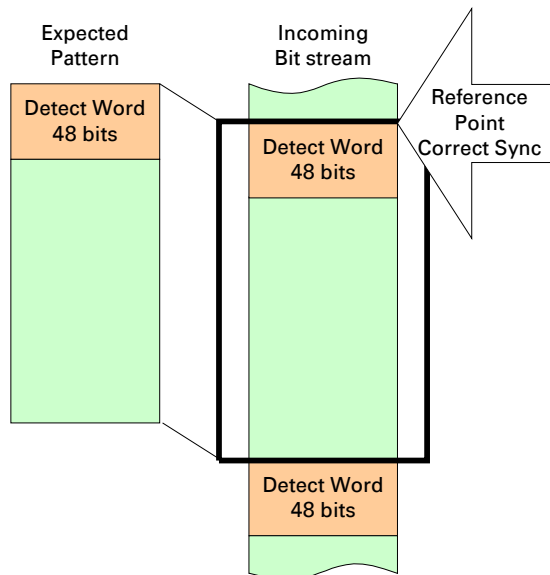 Expected
Pattern
Detect Word
48 bits
Incoming
Bit stream
Detect Word
48 bits
Detect Word
48 bits
Reference
Point
Correct Sync